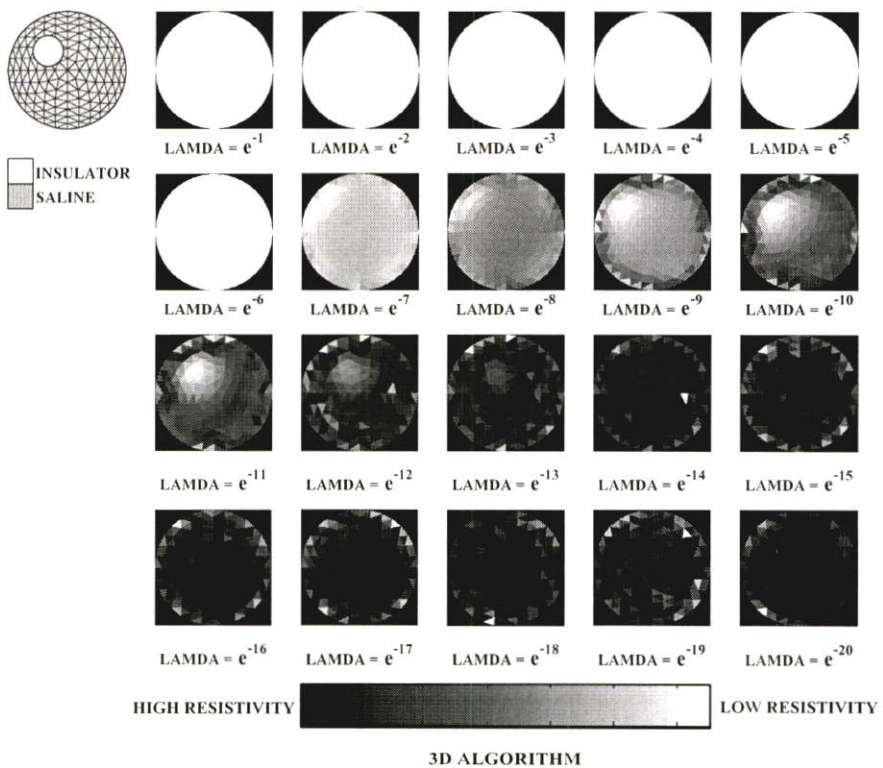 LAMDA = e-1
LAMDA = e-2
LAMDA = e-3
LAMDA = e-4
LAMDA = e-5
INSULATOR
SALINE
LAMDA = e-6
LAMDA = e-7
LAMDA = e-8
LAMDA = e-9
LAMDA = e-10
LAMDA = e-11
LAMDA = e-12
LAMDA = e-13
LAMDA = e-14
LAMDA = e-15
LAMDA = e-16
LAMDA = e-17
LAMDA = e-18
LAMDA = e-19
LAMDA = e-20
HIGH RESISTIVITY
LOW RESISTIVITY
3D ALGORITHM